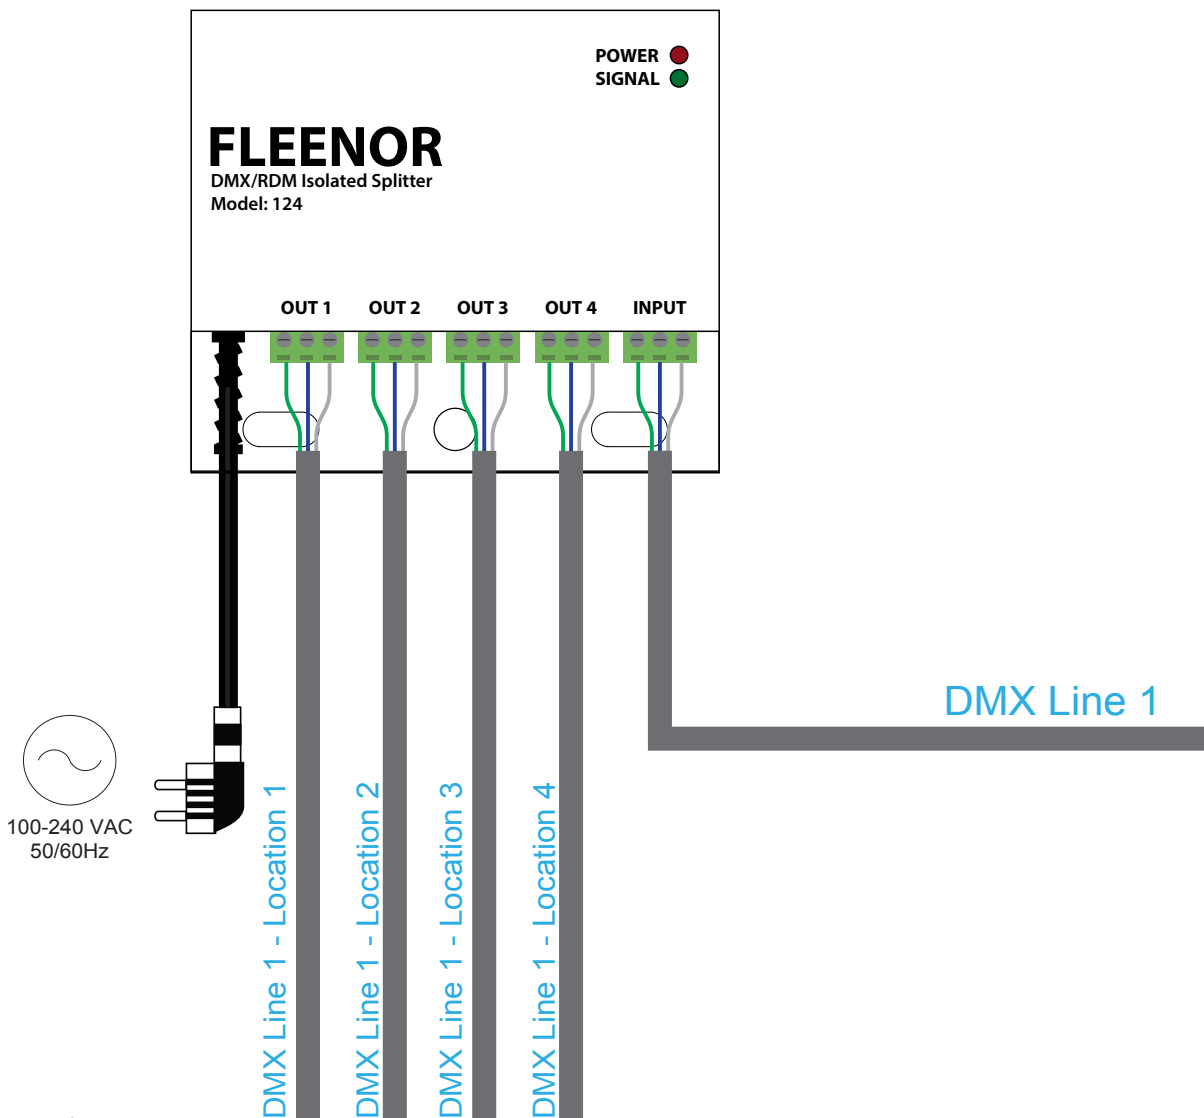 POWER
SIGNAL
FLEENOR
DMX/RDM Isolated Splitter
Model: 124
OUT 1
OUT 2
OUT 3
OUT 4
INPUT
DMX Line 1
100-240 VAC
50/60Hz
DMX Line 1 - Location 1
DMX Line 1 - Location 2
DMX Line 1 - Location 3
DMX Line 1 - Location 4